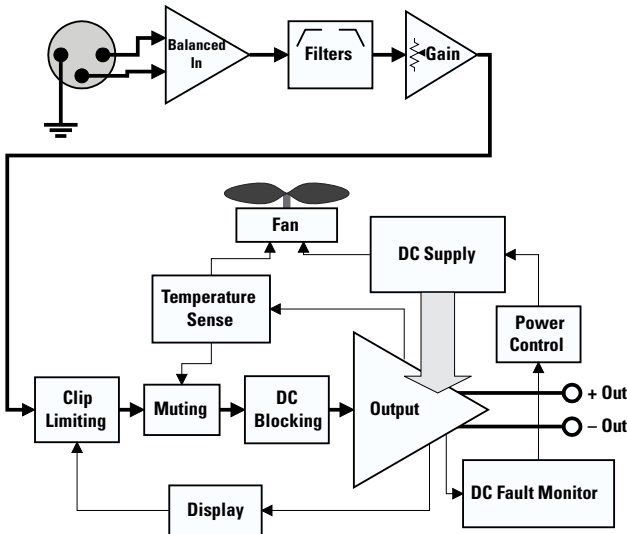 Balanced
In
Filters
Gain
Fan
DC Supply
Temperature
Sense
Power
Control
Clip
Limiting
Muting
DC
Blocking
Output
+ Out
– Out
Display
DC Fault Monitor